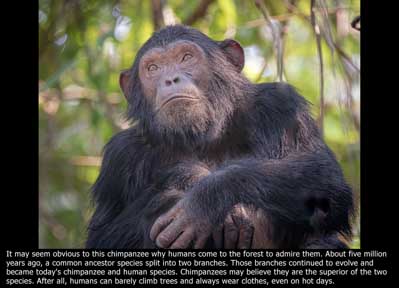 It may seem obvious to this chimpanzee why humans come to the forest to admire them. About five million
years ago, a common ancestor species split into two branches. Those branches continued to evolve and
became today's chimpanzee and human species. Chimpanzees may believe they are the superior of the two
species. After all, humans can barely climb trees and always wear clothes, even on hot days.